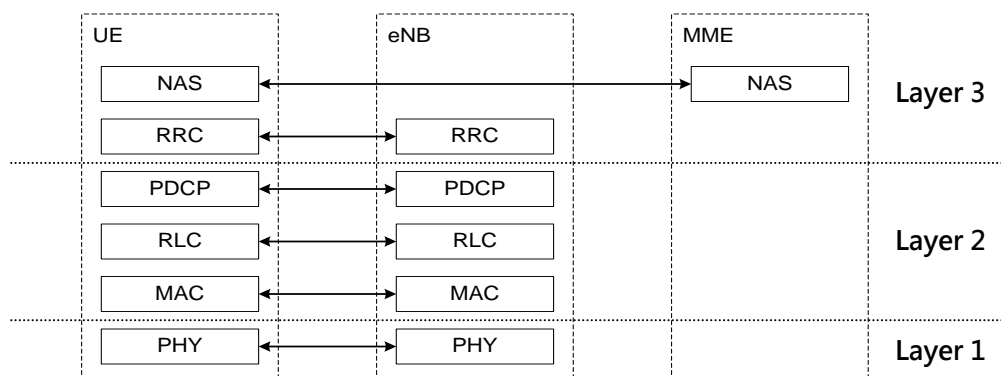 UE eNB MME
NAS NAS
Layer 3
RRC RRC
PDCP PDCP
RLC RLC
Layer 2
MAC MAC
PHY PHY
Layer 1